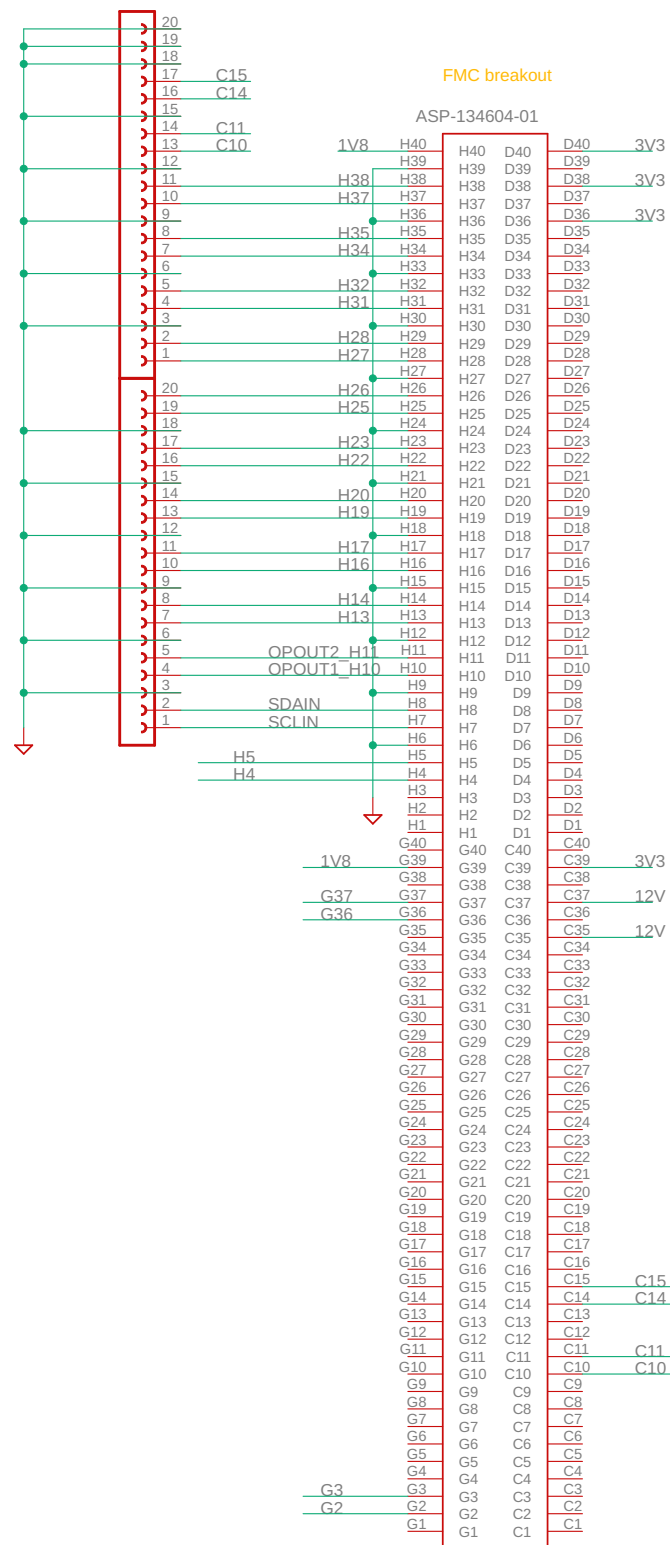 20
19
18
17 C15
FMC breakout
16 C14
15
ASP-134604-01
14 C11
13 C10 1V8 H40 H40 D40 D40 3V3
12 H39 H39 D39 D39
11 H38 H38 H38 D38 D38 3V3
10 H37 H37 H37 D37 D37
9 H36 H36 D36 D36 3V3
8 H35 H35 H35 D35 D35
7 H34 H34 H34 D34 D34
6 H33 H33 D33 D33
5 H32 H32 H32 D32 D32
4 H31 H31 H31 D31 D31
3 H30 H30 D30 D30
2 H28 H29 H29 D29 D29
1 H27 H28 H28 D28 D28
H27 H27 D27 D27
20 H26 H26 H26 D26 D26
19 H25 H25 H25 D25 D25
18 H24 H24 D24 D24
17 H23 H23 H23 D23 D23
16 H22 H22 H22 D22 D22
15 H21 H21 D21 D21
14 H20 H20 H20 D20 D20
13 H19 H19 H19 D19 D19
12 H18 H18 D18 D18
11 H17 H17 H17 D17 D17
10 H16 H16 H16 D16 D16
9 H15 H15 D15 D15
8 H14 H14 H14 D14 D14
7 H13 H13 H13 D13 D13
6 H12 H12 D12 D12
5 OPOUT2_H11 H11 H11 D11 D11
4 OPOUT1_H10 H10 H10 D10 D10
3 H9 H9 D9 D9
2 SDAIN H8 H8 D8 D8
1 SCLIN H7 H7 D7 D7
H6 H6 D6 D6
H5 H5 H5 D5 D5
H4 H4 H4 D4 D4
H3 H3 D3 D3
H2 H2 D2 D2
H1 H1 D1 D1
G40 G40 C40 C40
1V8 G39 G39 C39 C39 3V3
G38 G38 C38 C38
G37 G37 G37 C37 C37 12V
G36 G36 G36 C36 C36
G35 G35 C35 C35 12V
G34 G34 C34 C34
G33 G33 C33 C33
G32 G32 C32 C32
G31 G31 C31 C31
G30 G30 C30 C30
G29 G29 C29 C29
G28 G28 C28 C28
G27 G27 C27 C27
G26 G26 C26 C26
G25 G25 C25 C25
G24 G24 C24 C24
G23 G23 C23 C23
G22 G22 C22 C22
G21 G21 C21 C21
G20 G20 C20 C20
G19 G19 C19 C19
G18 G18 C18 C18
G17 G17 C17 C17
G16 G16 C16 C16
G15 G15 C15 C15 C15
G14 G14 C14 C14 C14
G13 G13 C13 C13
G12 G12 C12 C12
G11 G11 C11 C11 C11
G10 G10 C10 C10 C10
G9 G9 C9 C9
G8 G8 C8 C8
G7 G7 C7 C7
G6 G6 C6 C6
G5 G5 C5 C5
G4 G4 C4 C4
G3 G3 G3 C3 C3
G2 G2 G2 C2 C2
G1 G1 C1 C1